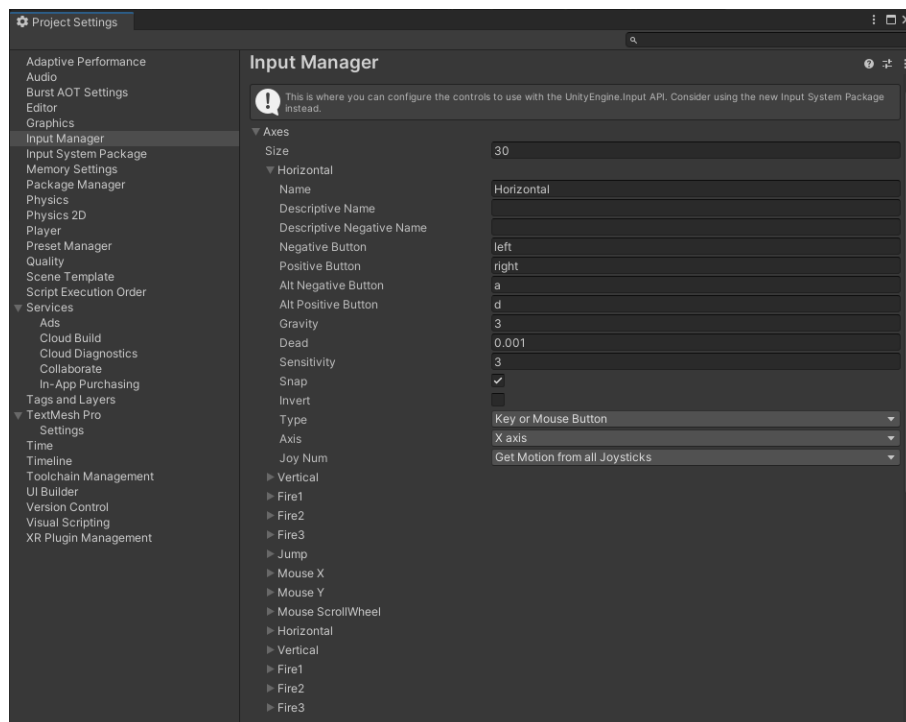 Project Settings
Adaptive Performance
Audio
Burst AOT Settings
Editor
Graphics
Input Manager
Input System Package
Memory Settings
Package Manager
Physics
Physics 2D
Player
Preset Manager
Quality
Scene Template
Script Execution Order
Services
Ads
Cloud Build
Cloud Diagnostics
Collaborate
In-App Purchasing
Tags and Layers
TextMesh Pro
Settings
Time
Timeline
Toolchain Management
UI Builder
Version Control
Visual Scripting
XR Plugin Management
Input Manager
This is where you can configure the controls to use with the UnityEngine.Input API. Consider using the new Input System Package
instead.
Axes
Size 30
Horizontal
Name Horizontal
Descriptive Name
Descriptive Negative Name
Negative Button left
Positive Button right
Alt Negative Button a
Alt Positive Button d
Gravity 3
Dead 0.001
Sensitivity 3
Snap
Invert
Type Key or Mouse Button
Axis X axis
Joy Num Get Motion from all Joysticks
Vertical
Fire1
Fire2
Fire3
Jump
Mouse X
Mouse Y
Mouse ScrollWheel
Horizontal
Vertical
Fire1
Fire2
Fire3